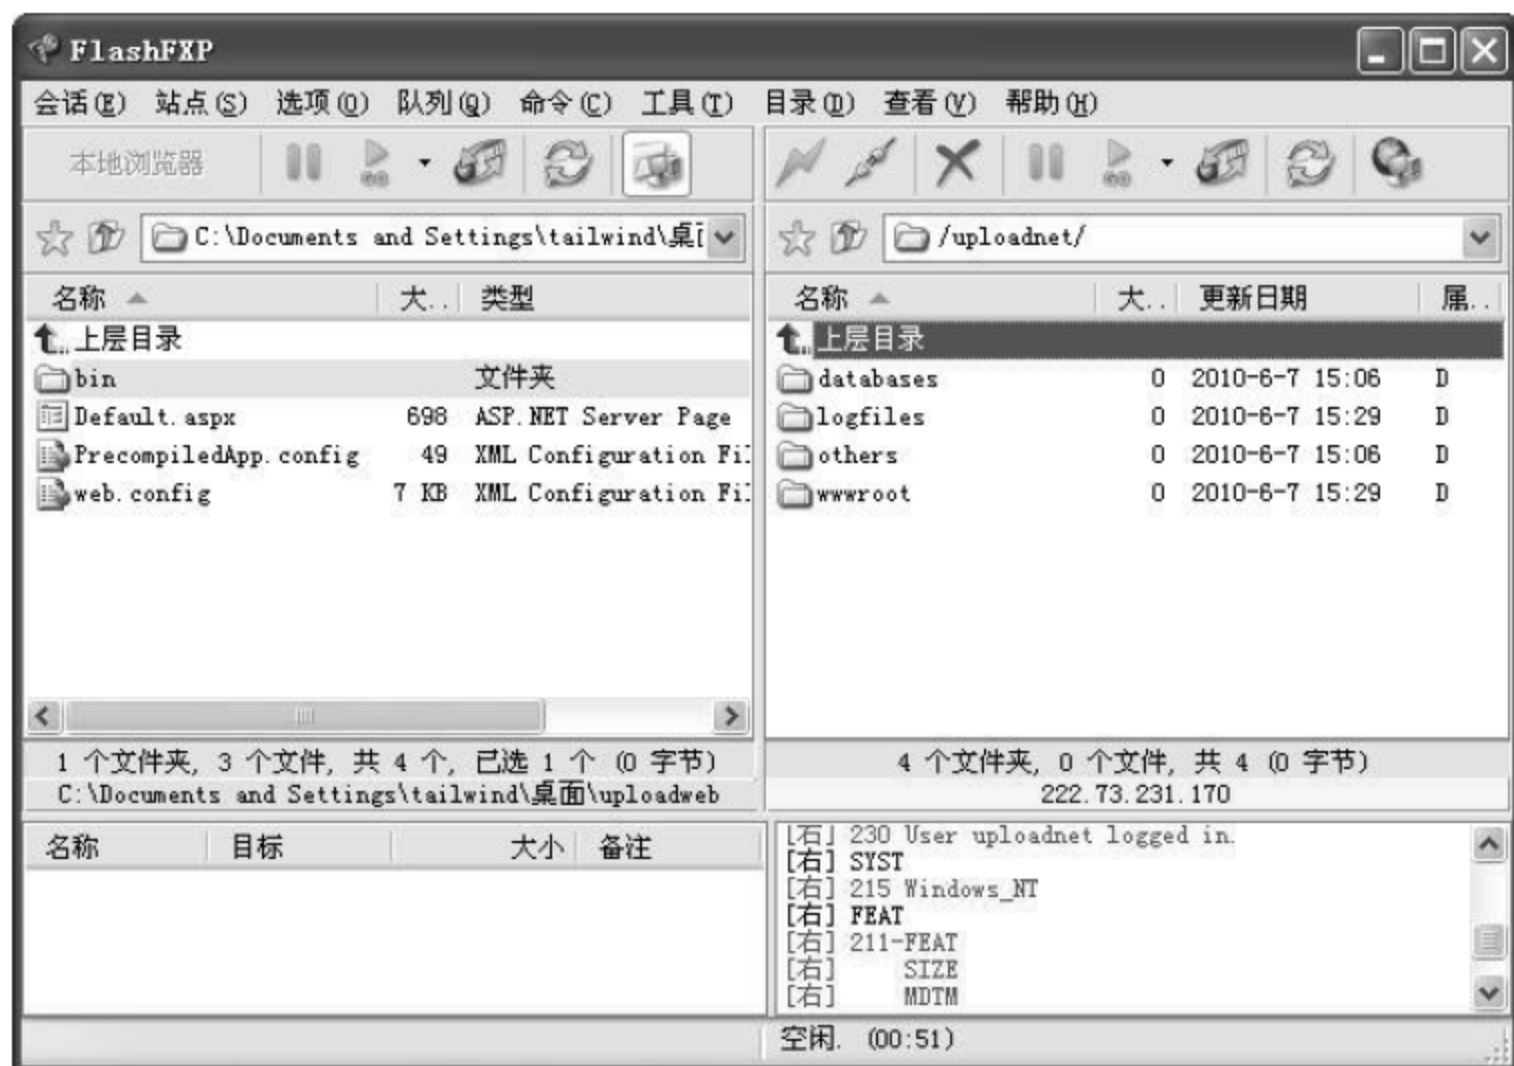 FlashFXP
会话(E) 站点(S) 选项(O) 队列(Q) 命令(C) 工具(T) 目录(D) 查看(V) 帮助(H)
本地浏览器
GO
GO
C:\Documents and Settings\tailwind\桌
/uploadnet/
名称 大.. 类型
上层目录
bin 文件夹
Default.aspx 698 ASP.NET Server Page
PrecompiledApp.config 49 XML Configuration Fi
web.config 7 KB XML Configuration Fi
1 个文件夹, 3 个文件, 共 4 个, 已选 1 个 (0 字节)
C:\Documents and Settings\tailwind\桌面\uploadweb
名称 大.. 更新日期 属..
上层目录
databases 0 2010-6-7 15:06 D
logfiles 0 2010-6-7 15:29 D
others 0 2010-6-7 15:06 D
wwwroot 0 2010-6-7 15:29 D
4 个文件夹, 0 个文件, 共 4 (0 字节)
222.73.231.170
名称 目标 大小 备注
[右] 230 User uploadnet logged in.
[右] SYST
[右] 215 Windows_NT
[右] FEAT
[右] 211-FEAT
[右] SIZE
[右] MDTM
空闲. (00:51)